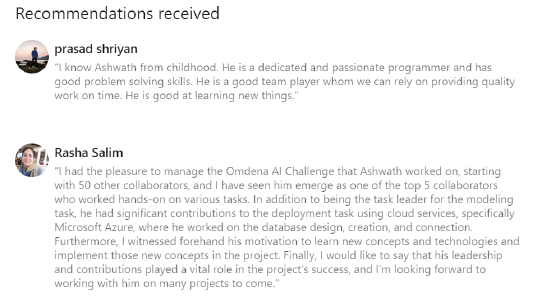 Recommendations received
prasad shriyan
"I know Ashwath from childhood. He is a dedicated and passionate programmer and has
good problem solving skills. He is a good team player whom we can rely on providing quality
work on time. He is good at learning new things."
Rasha Salim
"I had the pleasure to manage the Omdena AI Challenge that Ashwath worked on, starting
with 50 other collaborators, and I have seen him emerge as one of the top 5 collaborators
who worked hands-on on various tasks. In addition to being the task leader for the modeling
task, he had significant contributions to the deployment task using cloud services, specifically
Microsoft Azure, where he worked on the database design, creation, and connection.
Furthermore, I witnessed forehand his motivation to learn new concepts and technologies and
implement those new concepts in the project. Finally, I would like to say that his leadership
and contributions played a vital role in the project's success, and I'm looking forward to
working with him on many projects to come."